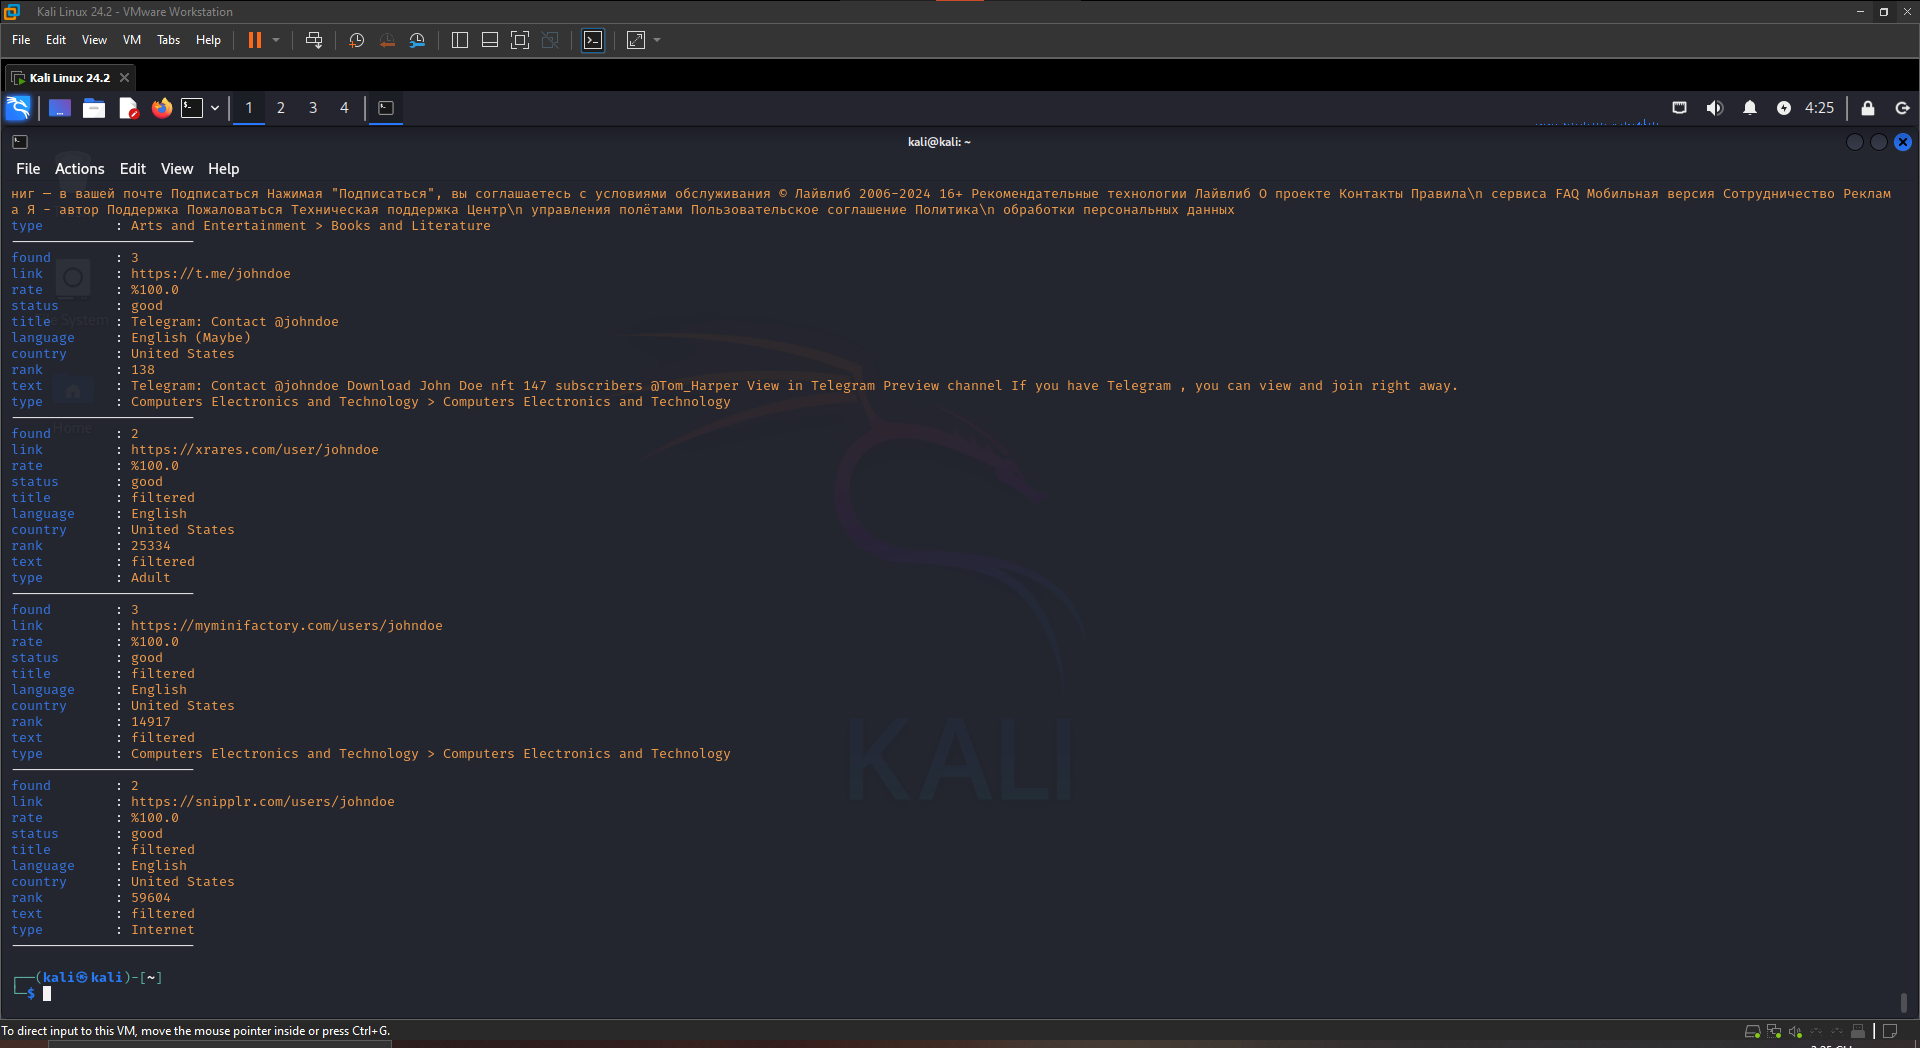 Kali Linux 24.2 - VMware Workstation
File Edit View VM Tabs Help
Kali Linux 24.2
1 2 3 4 4:25
kali@kali: ~
File Actions Edit View Help
ниг — в вашей почте Подписаться Нажимая "Подписаться", вы соглашаетесь с условиями обслуживания © Лайвлиб 2006-2024 16+ Рекомендательные технологии Лайвлиб О проекте Контакты Правила\n сервиса FAQ Мобильная версия Сотрудничество Реклам
а Я - автор Поддержка Пожаловаться Техническая поддержка Центр\n управления полётами Пользовательское соглашение Политика\n обработки персональных данных
type : Arts and Entertainment > Books and Literature
found : 3
link : https://t.me/johndoe
rate : %100.0
status : good
title : Telegram: Contact @johndoe
language : English (Maybe)
country : United States
rank : 138
text : Telegram: Contact @johndoe Download John Doe nft 147 subscribers @Tom_Harper View in Telegram Preview channel If you have Telegram , you can view and join right away.
type : Computers Electronics and Technology > Computers Electronics and Technology
Home
found : 2
link : https://xrares.com/user/johndoe
rate : %100.0
status : good
title : filtered
language : English
country : United States
rank : 25334
text : filtered
type : Adult
found : 3
link : https://myminifactory.com/users/johndoe
rate : %100.0
status : good
title : filtered
language : English
country : United States
rank : 14917
text : filtered
type : Computers Electronics and Technology > Computers Electronics and Technology
KALI
found : 2
link : https://snipplr.com/users/johndoe
rate : %100.0
status : good
title : filtered
language : English
country : United States
rank : 59604
text : filtered
type : Internet
┌──(kali㉿kali)-[~]
└─$
To direct input to this VM, move the mouse pointer inside or press Ctrl+G.